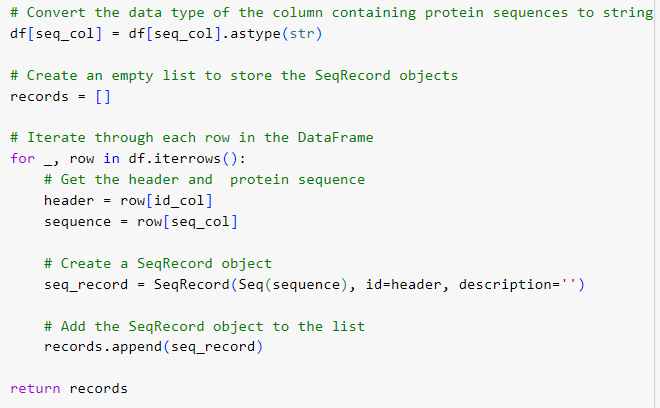 # Convert the data type of the column containing protein sequences to string
df[seq_col] = df[seq_col].astype(str)

# Create an empty list to store the SeqRecord objects
records = []

# Iterate through each row in the DataFrame
for _, row in df.iterrows():
    # Get the header and  protein sequence
    header = row[id_col]
    sequence = row[seq_col]

    # Create a SeqRecord object
    seq_record = SeqRecord(Seq(sequence), id=header, description='')

    # Add the SeqRecord object to the list
    records.append(seq_record)

return records